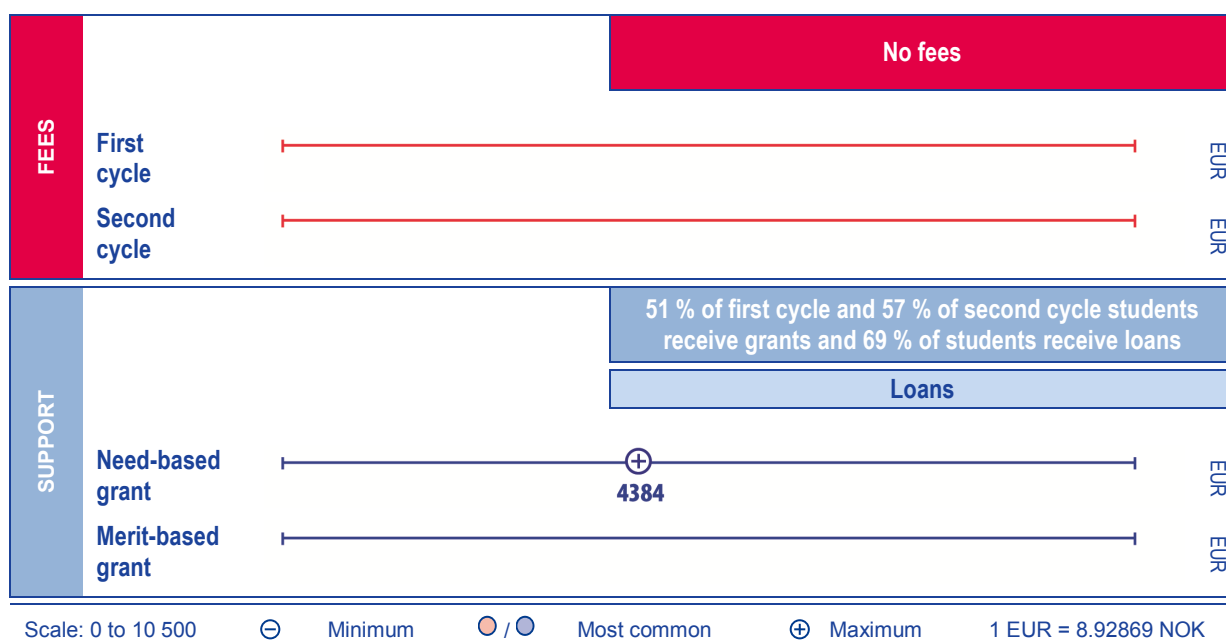 FEES
No fees
First
cycle
EUR
Second
cycle
EUR
SUPPORT
51 % of first cycle and 57 % of second cycle students
receive grants and 69 % of students receive loans
Loans
Need-based
grant
4384
EUR
Merit-based
grant
EUR
Scale: 0 to 10 500 Minimum / Most common Maximum 1 EUR = 8.92869 NOK